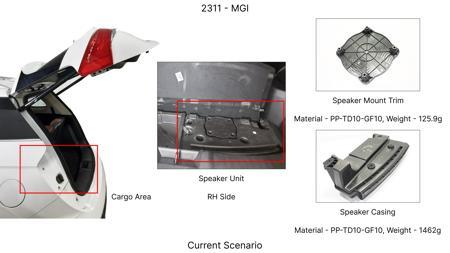 2311 - MGI
Speaker Mount Trim
Material - PP-TD10-GF10, Weight - 125.9g
Speaker Unit
Cargo Area
RH Side
Speaker Casing
Material - PP-TD10-GF10, Weight - 1462g
Current Scenario